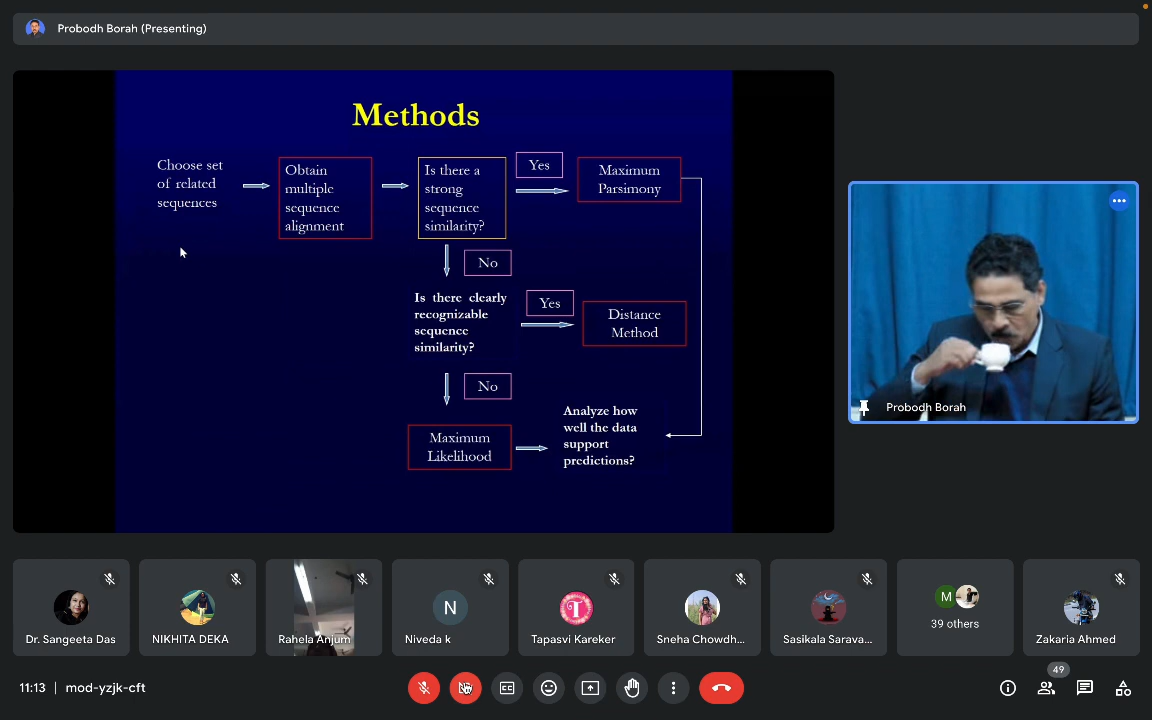 Probodh Borah (Presenting)
Methods
Choose set
of related
sequences
Obtain
multiple
sequence
alignment
Is there a
strong
sequence
similarity?
Yes
Maximum
Parsimony
No
Is there clearly
recognizable
sequence
similarity?
Yes
Distance
Method
No
Maximum
Likelihood
Analyze how
well the data
support
predictions?
Probodh Borah
Dr. Sangeeta Das
NIKHITA DEKA
Rahela Anjum
N
Niveda k
T
Tapasvi Kareker
Sneha Chowdh...
Sasikala Sarava...
M
39 others
Zakaria Ahmed
11:13 | mod-yzjk-cft
CC
49